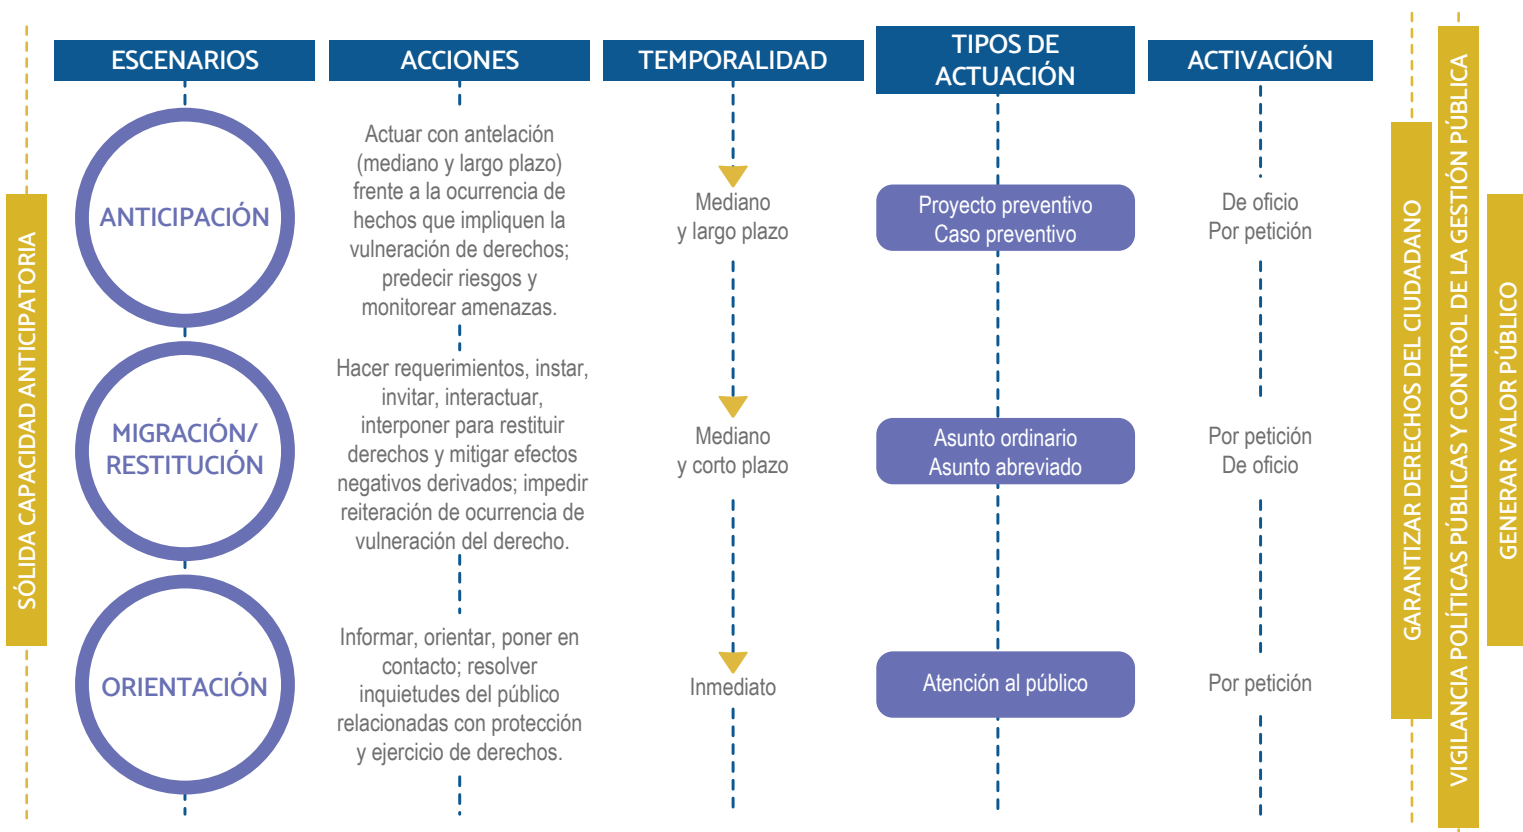 SÓLIDA CAPACIDAD ANTICIPATORIA
ESCENARIOS
ACCIONES
TEMPORALIDAD
TIPOS DE
ACTUACIÓN
ACTIVACIÓN
ANTICIPACIÓN
Actuar con antelación
(mediano y largo plazo)
frente a la ocurrencia de
hechos que impliquen la
vulneración de derechos;
predecir riesgos y
monitorear amenazas.
Mediano
y largo plazo
Proyecto preventivo
Caso preventivo
De oficio
Por petición
MIGRACIÓN/
RESTITUCIÓN
Hacer requerimientos, instar,
invitar, interactuar,
interponer para restituir
derechos y mitigar efectos
negativos derivados; impedir
reiteración de ocurrencia de
vulneración del derecho.
Mediano
y corto plazo
Asunto ordinario
Asunto abreviado
Por petición
De oficio
ORIENTACIÓN
Informar, orientar, poner en
contacto; resolver
inquietudes del público
relacionadas con protección
y ejercicio de derechos.
Inmediato
Atención al público
Por petición
GARANTIZAR DERECHOS DEL CIUDADANO
VIGILANCIA POLÍTICAS PÚBLICAS Y CONTROL DE LA GESTIÓN PÚBLICA
GENERAR VALOR PÚBLICO